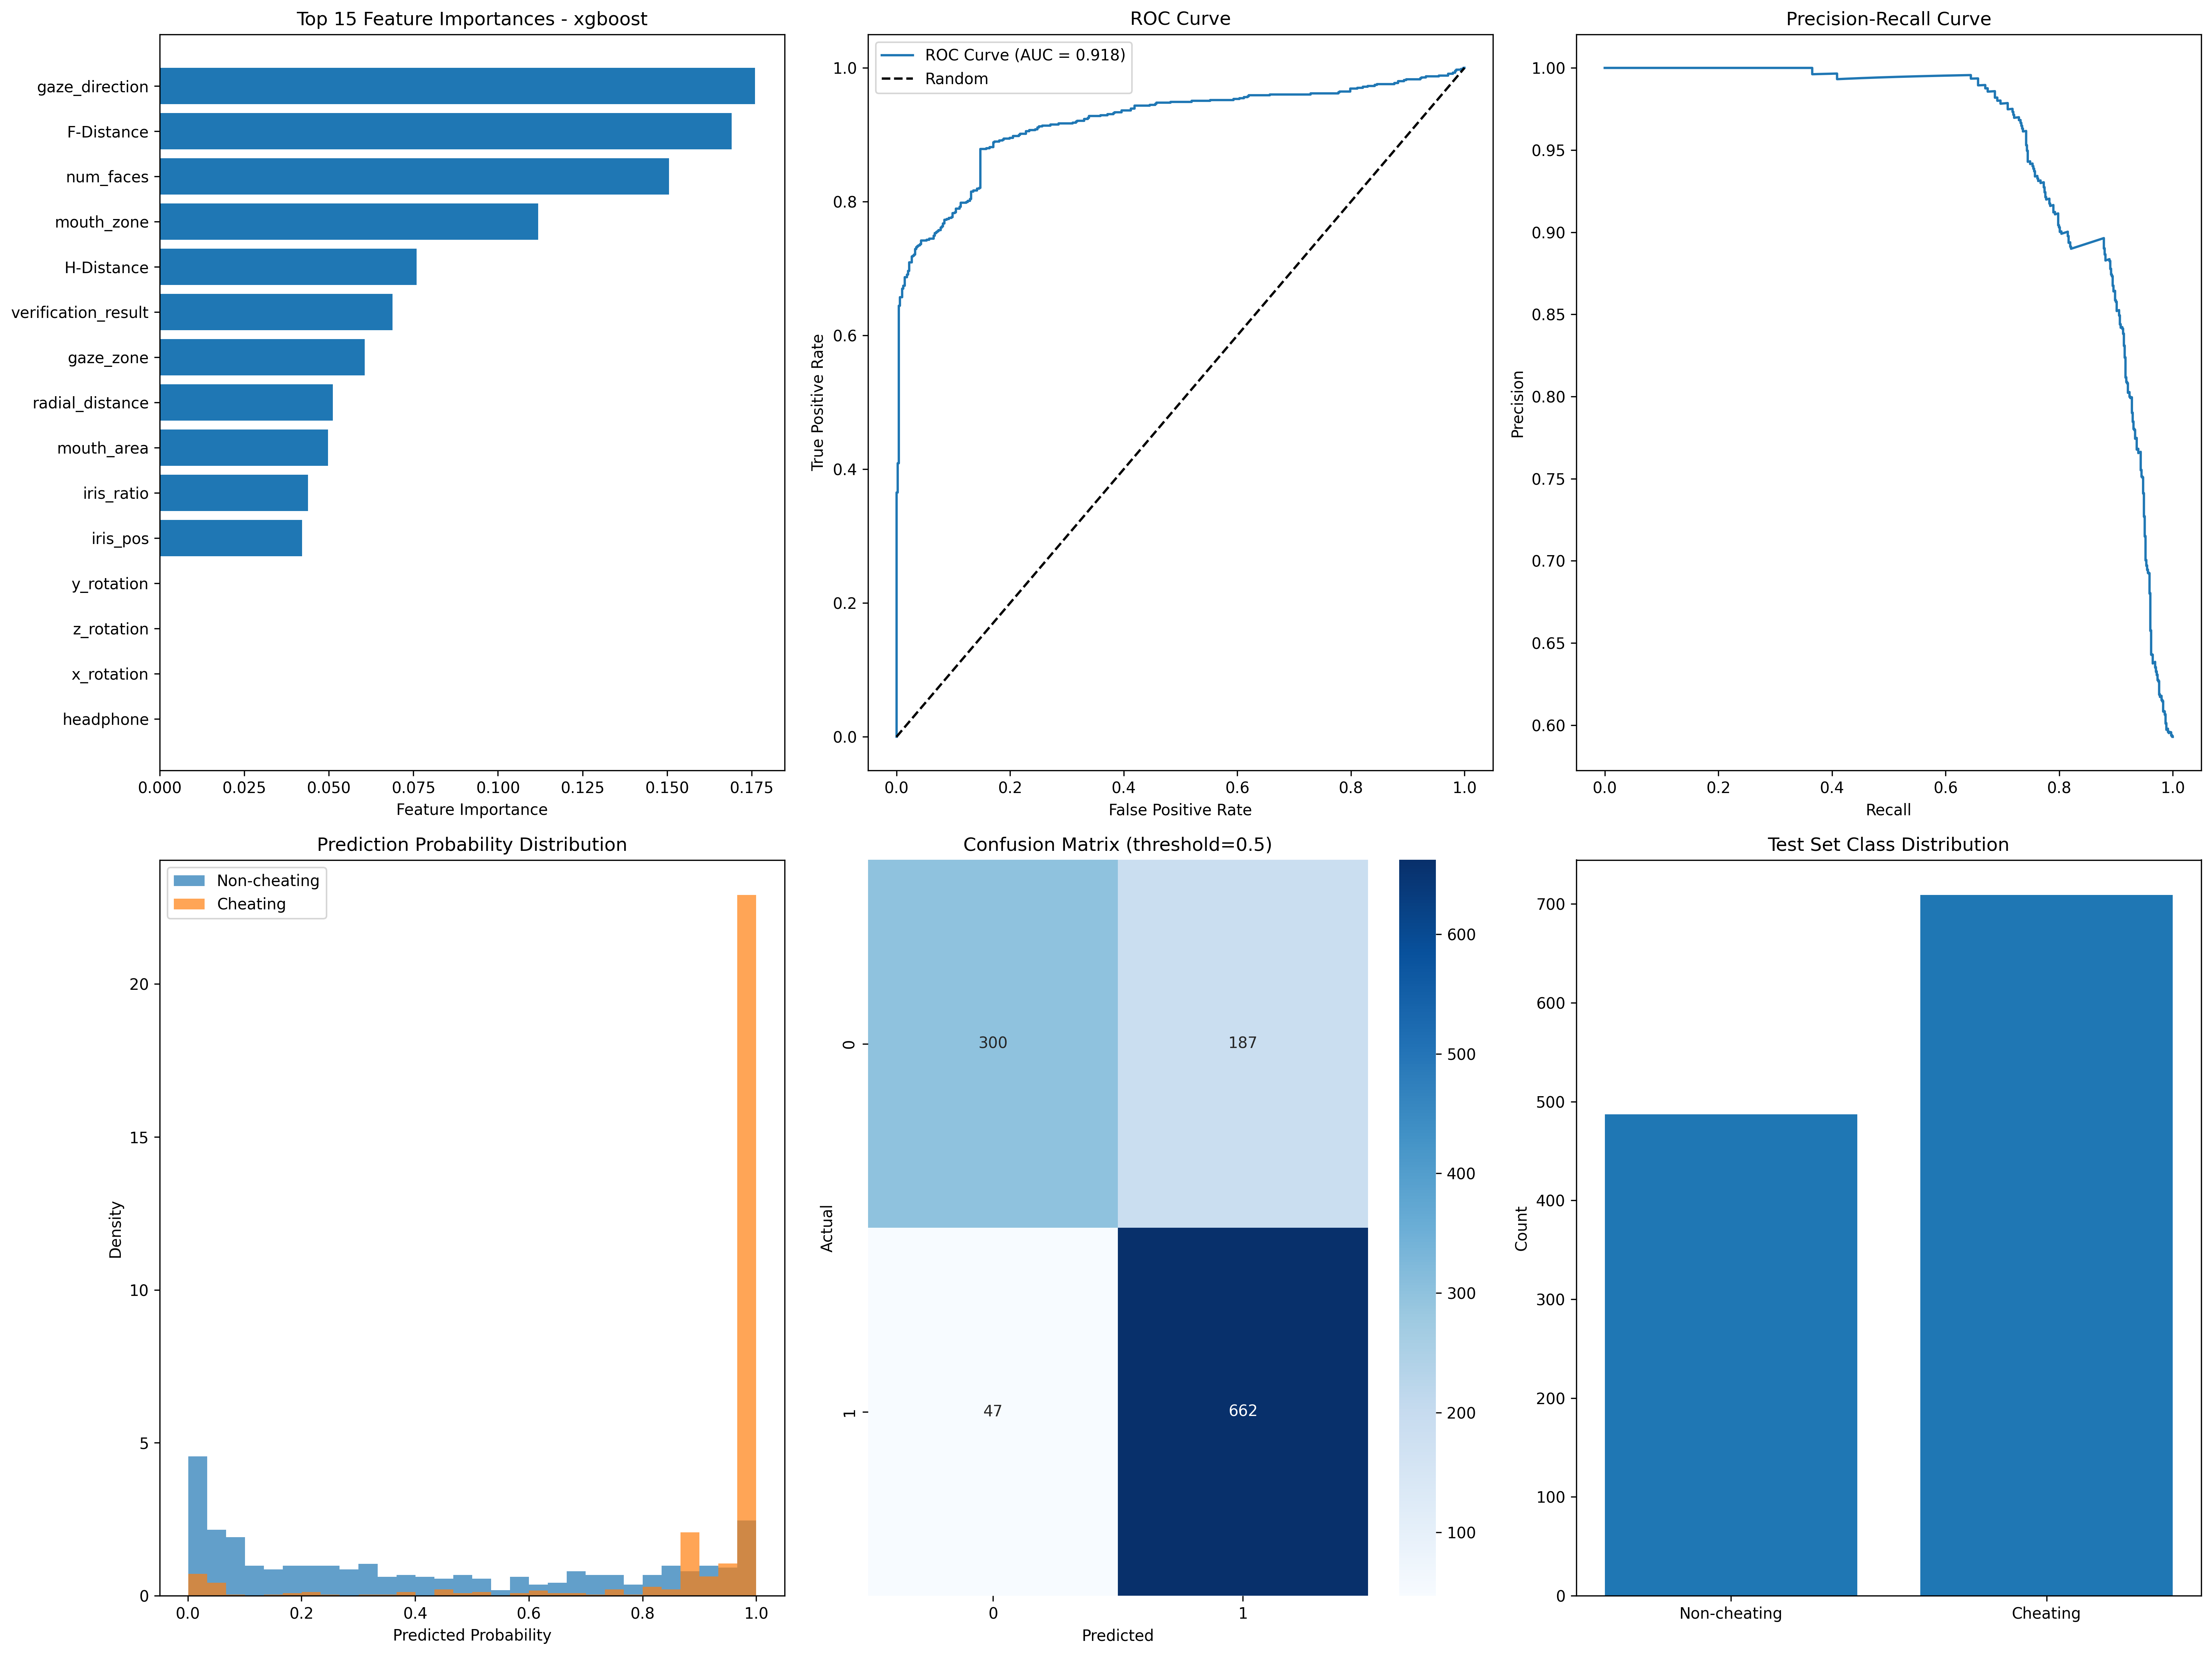 Top 15 Feature Importances - xgboost
gaze_direction
F-Distance
num_faces
mouth_zone
H-Distance
verification_result
gaze_zone
radial_distance
mouth_area
iris_ratio
iris_pos
y_rotation
z_rotation
x_rotation
headphone
0.000 0.025 0.050 0.075 0.100 0.125 0.150 0.175
Feature Importance
ROC Curve
ROC Curve (AUC = 0.918)
Random
True Positive Rate
1.0
0.8
0.6
0.4
0.2
0.0
0.0 0.2 0.4 0.6 0.8 1.0
False Positive Rate
Precision-Recall Curve
Precision
1.00
0.95
0.90
0.85
0.80
0.75
0.70
0.65
0.60
0.0 0.2 0.4 0.6 0.8 1.0
Recall
Prediction Probability Distribution
Non-cheating
Cheating
Density
20
15
10
5
0
0.0 0.2 0.4 0.6 0.8 1.0
Predicted Probability
Confusion Matrix (threshold=0.5)
Actual
0
300 187
1
47 662
0 1
Predicted
600
500
400
300
200
100
Test Set Class Distribution
Count
700
600
500
400
300
200
100
0
Non-cheating Cheating